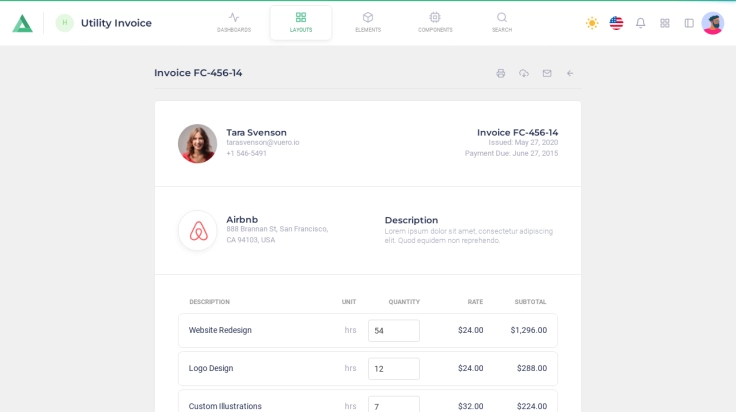 H Utility Invoice
DASHBOARDS LAYOUTS ELEMENTS COMPONENTS SEARCH
Invoice FC-456-14
Tara Svenson
tarasvenson@vuero.io
+1 546-5491
Invoice FC-456-14
Issued: May 27, 2020
Payment Due: June 27, 2015
Airbnb
888 Brannan St, San Francisco,
CA 94103, USA
Description
Lorem ipsum dolor sit amet, consectetur adipiscing
elit. Quod equidem non reprehendo.
DESCRIPTION UNIT QUANTITY RATE SUBTOTAL
Website Redesign hrs 54 $24.00 $1,296.00
Logo Design hrs 12 $24.00 $288.00
Custom Illustrations hrs 7 $32.00 $224.00